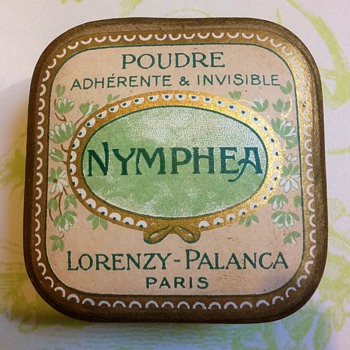 POUDRE
ADHÉRENTE & INVISIBLE
NYMPHEA
LORENZY-PALANCA
PARIS